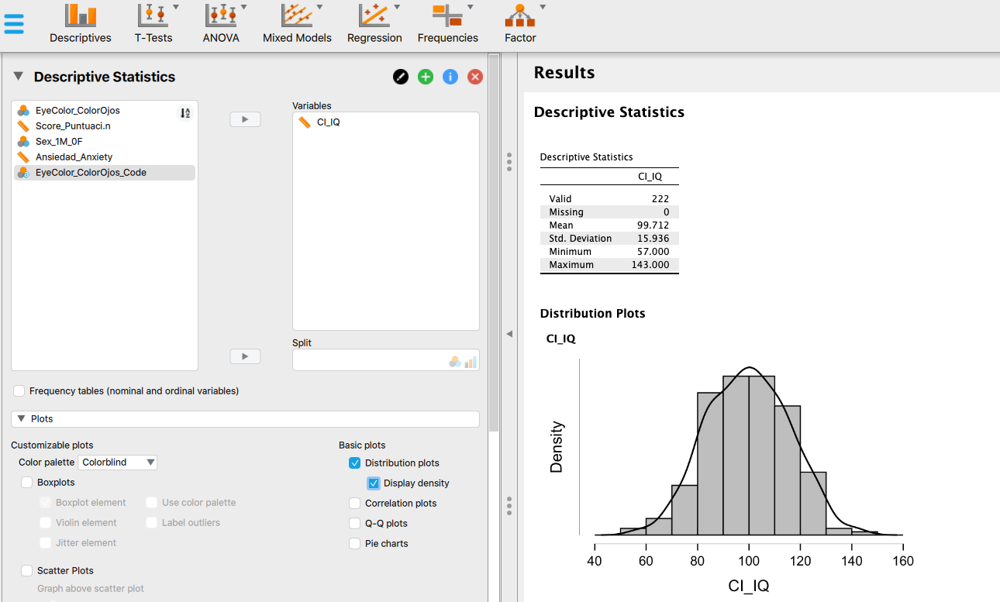 Descriptives T-Tests ANOVA Mixed Models Regression Frequencies Factor
Descriptive Statistics
EyeColor_ColorOjos
Score_Puntuaci.n
Sex_1M_0F
Ansiedad_Anxiety
EyeColor_ColorOjos_Code
Variables
CI_IQ
Split
Frequency tables (nominal and ordinal variables)
Plots
Customizable plots
Color palette Colorblind
Boxplots
Boxplot element Use color palette
Violin element Label outliers
Jitter element
Scatter Plots
Graph above scatter plot
Basic plots
Distribution plots
Display density
Correlation plots
Q-Q plots
Pie charts
Results
Descriptive Statistics
Descriptive Statistics
CI_IQ
Valid 222
Missing 0
Mean 99.712
Std. Deviation 15.936
Minimum 57.000
Maximum 143.000
Distribution Plots
CI_IQ
Density
40 60 80 100 120 140 160
CI_IQ